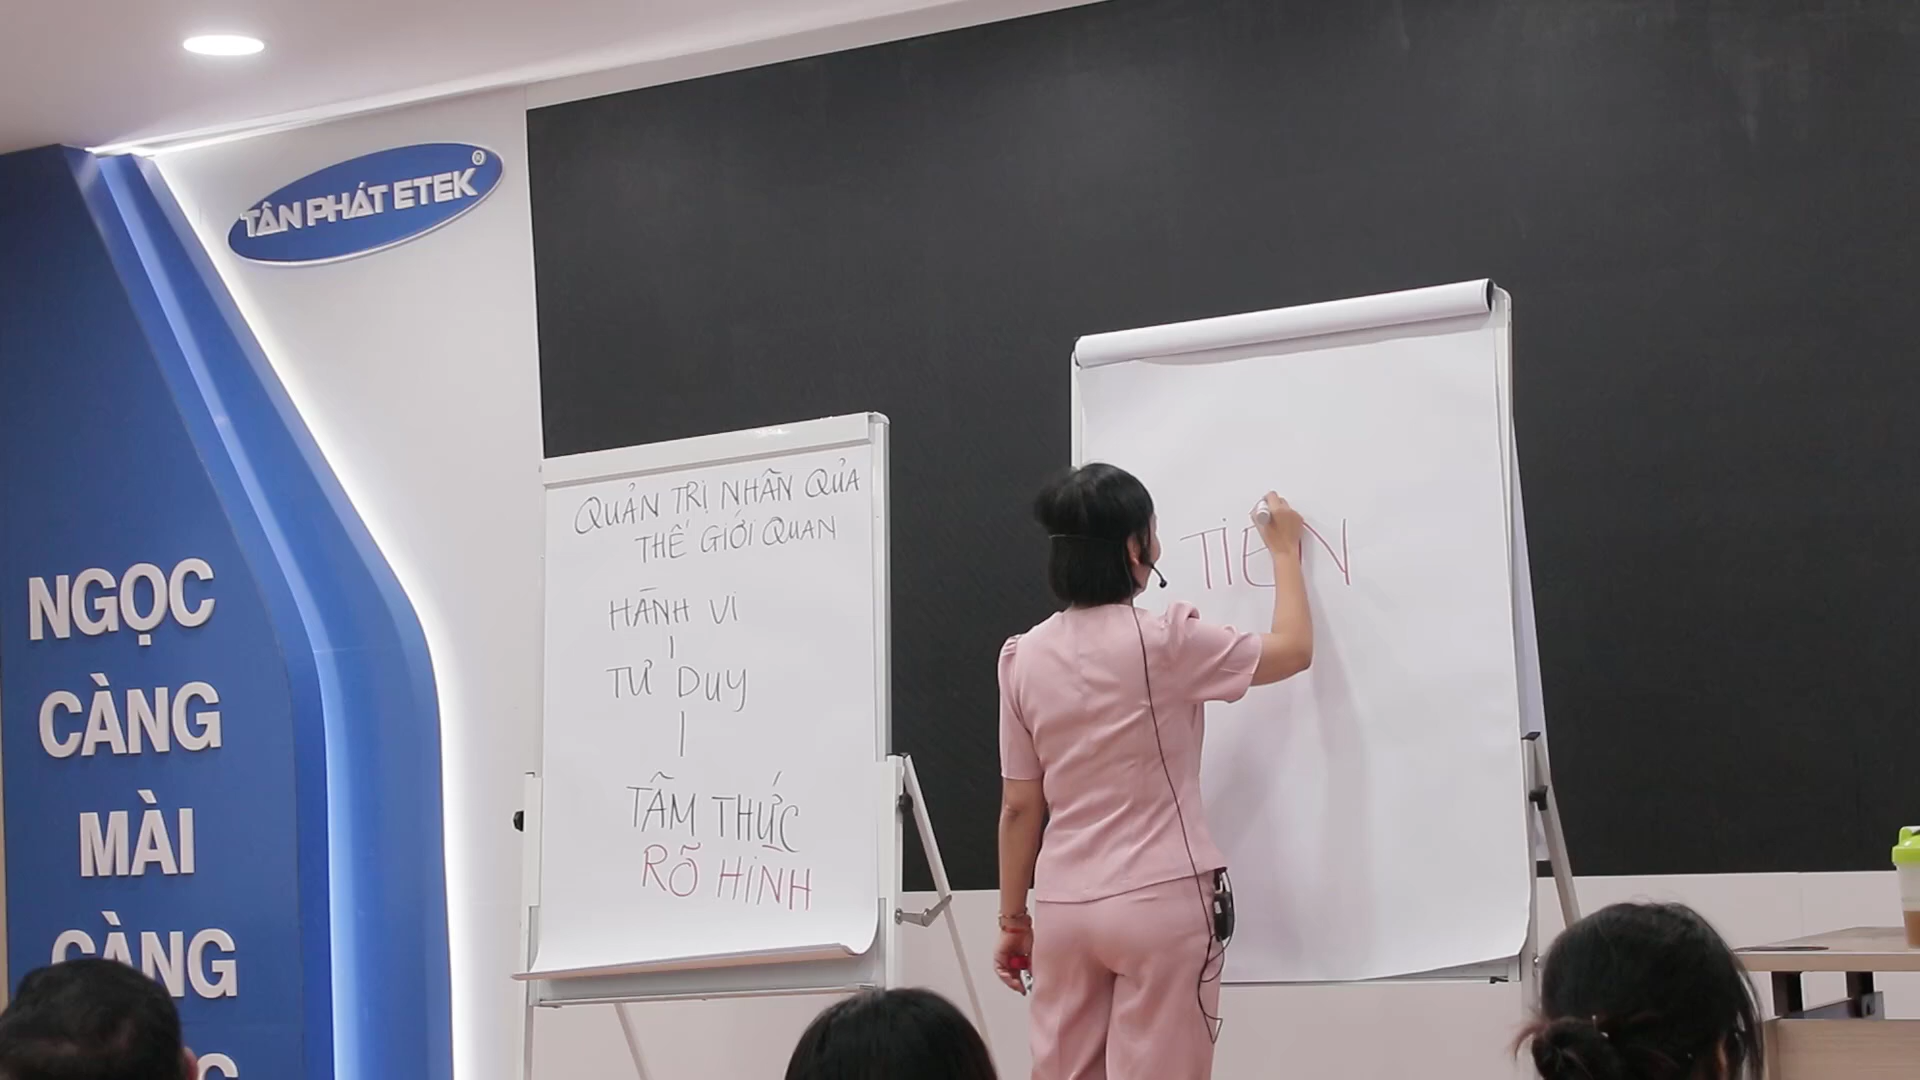 TÂN PHÁT ETEK®
NGỌC
CÀNG
MÀI
CÀNG
QUẢN TRỊ NHÂN QUẢ
THẾ GIỚI QUAN
HÀNH VI
TƯ DUY
TÂM THỨC
RÕ HÌNH